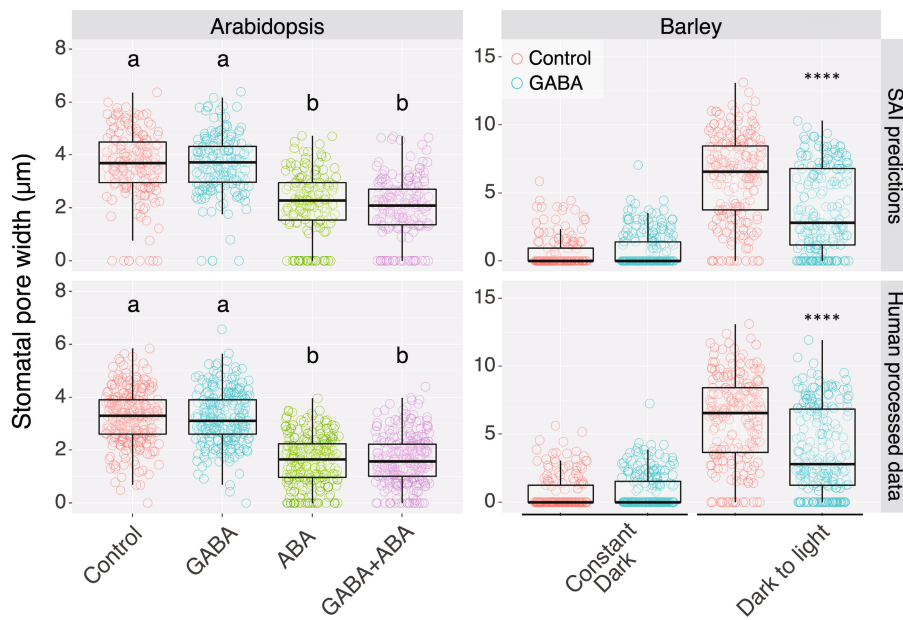 Arabidopsis
Barley
Stomatal pore width (µm)
8
6
4
2
0
a
a
b
b
15
10
5
0
Control
GABA
****
SAI predictions
8
6
4
2
0
a
a
b
b
15
10
5
0
****
Human processed data
Control
GABA
ABA
GABA+ABA
Constant
Dark
Dark to light